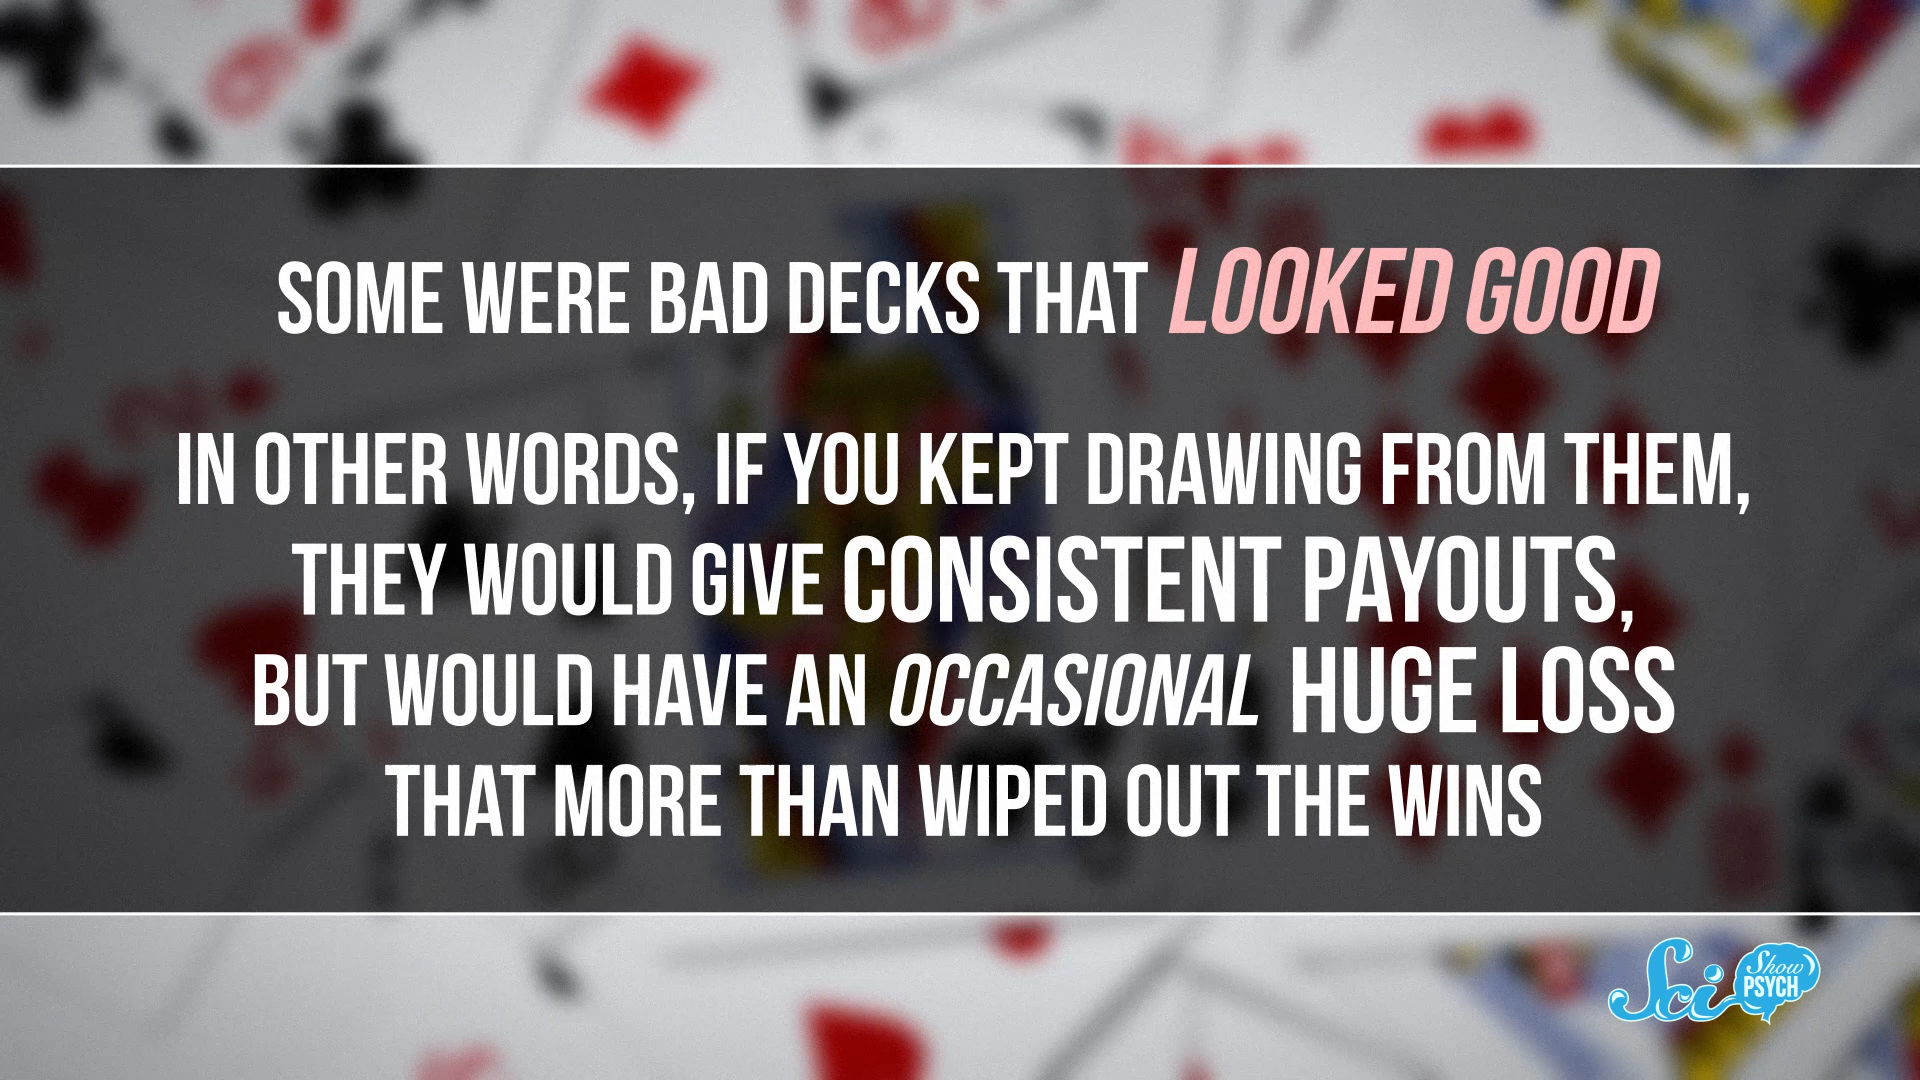 SOME WERE BAD DECKS THAT LOOKED GOOD
IN OTHER WORDS, IF YOU KEPT DRAWING FROM THEM,
THEY WOULD GIVE CONSISTENT PAYOUTS,
BUT WOULD HAVE AN OCCASIONAL HUGE LOSS
THAT MORE THAN WIPED OUT THE WINS
Sci Show
PSYCH